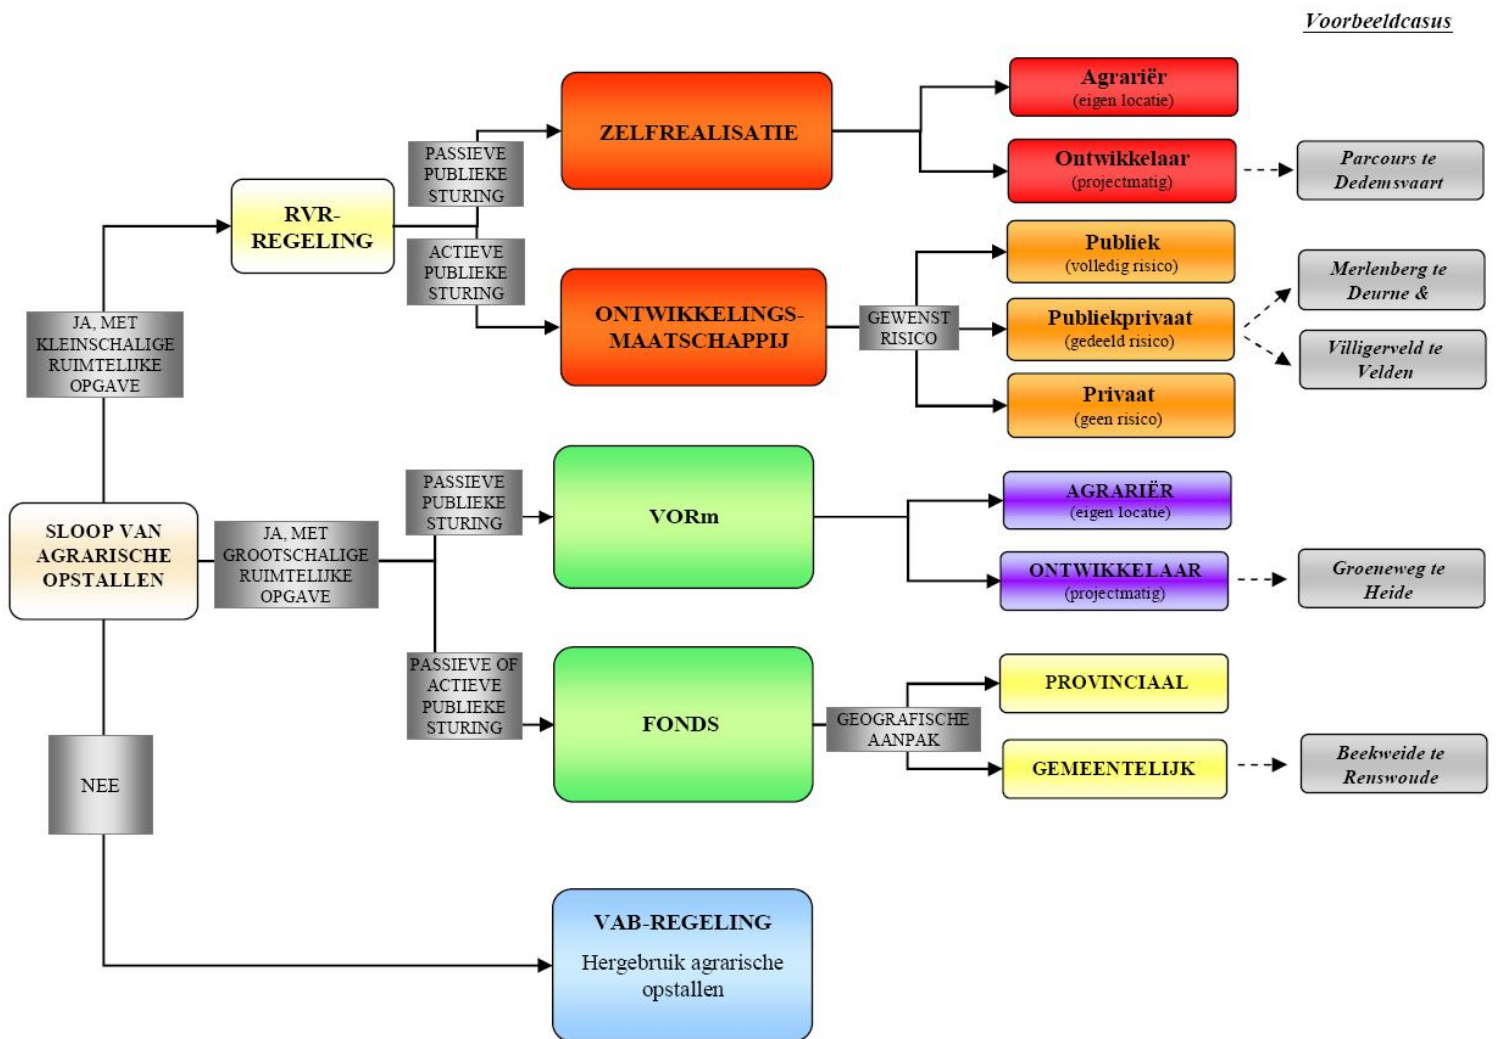 Voorbeeldcasus
Agrariër
(eigen locatie)
ZELFREALISATIE
PASSIEVE
PUBLIEKE
STURING
Ontwikkelaar
(projectmatig)
Parcours te
Dedemsvaart
RVR-
REGELING
ACTIEVE
PUBLIEKE
STURING
Publiek
(volledig risico)
ONTWIKKELINGS-
MAATSCHAPPIJ
GEWENST
RISICO
Publiekprivaat
(gedeeld risico)
Merlenberg te
Deurne &
Villigerveld te
Velden
JA, MET
KLEINSCHALIGE
RUIMTELIJKE
OPGAVE
Privaat
(geen risico)
PASSIEVE
PUBLIEKE
STURING
VORm
AGRARIËR
(eigen locatie)
SLOOP VAN
AGRARISCHE
OPSTALLEN
JA, MET
GROOTSCHALIGE
RUIMTELIJKE
OPGAVE
ONTWIKKELAAR
(projectmatig)
Groeneweg te
Heide
PASSIEVE OF
ACTIEVE
PUBLIEKE
STURING
FONDS
GEOGRAFISCHE
AANPAK
PROVINCIAAL
GEMEENTELIJK
Beekweide te
Renswoude
NEE
VAB-REGELING
Hergebruik agrarische
opstallen